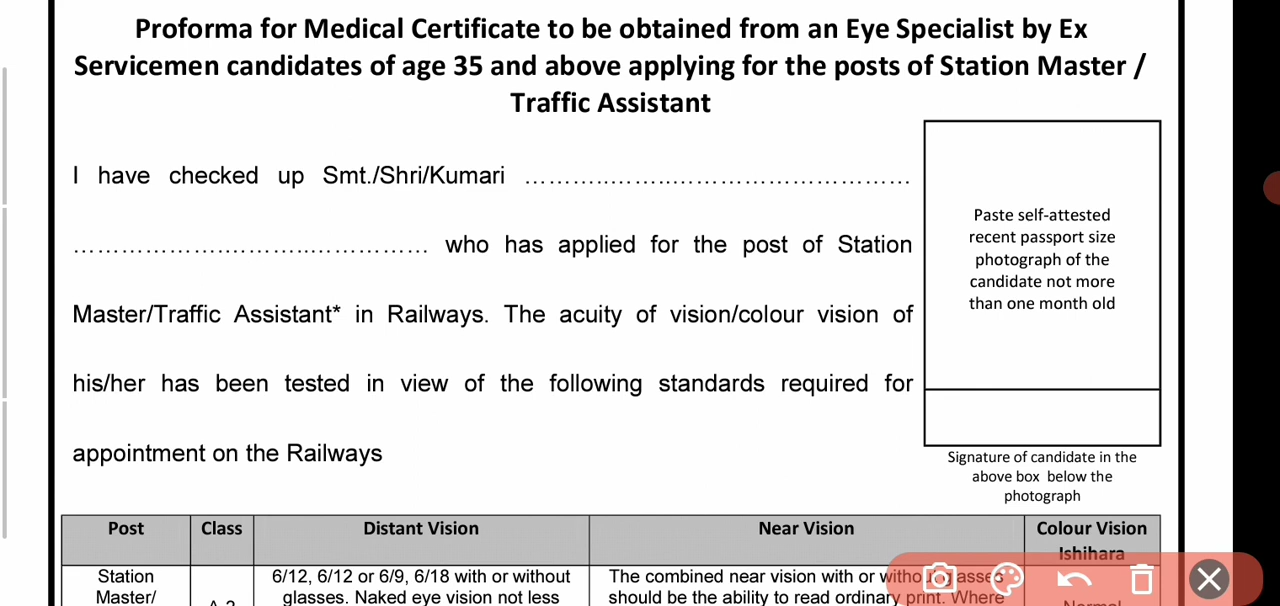 Proforma for Medical Certificate to be obtained from an Eye Specialist by Ex
Servicemen candidates of age 35 and above applying for the posts of Station Master /
Traffic Assistant
I have checked up Smt./Shri/Kumari ………..……..…………………………
……………….………..…………… who has applied for the post of Station
Master/Traffic Assistant* in Railways. The acuity of vision/colour vision of
his/her has been tested in view of the following standards required for
appointment on the Railways
Paste self-attested
recent passport size
photograph of the
candidate not more
than one month old
Signature of candidate in the
above box below the
photograph
Post Class Distant Vision Near Vision Colour Vision
Ishihara
Station 6/12, 6/12 or 6/9, 6/18 with or without The combined near vision with or
Master/ glasses. Naked eye vision not less should be the ability to read ordinary print. Where